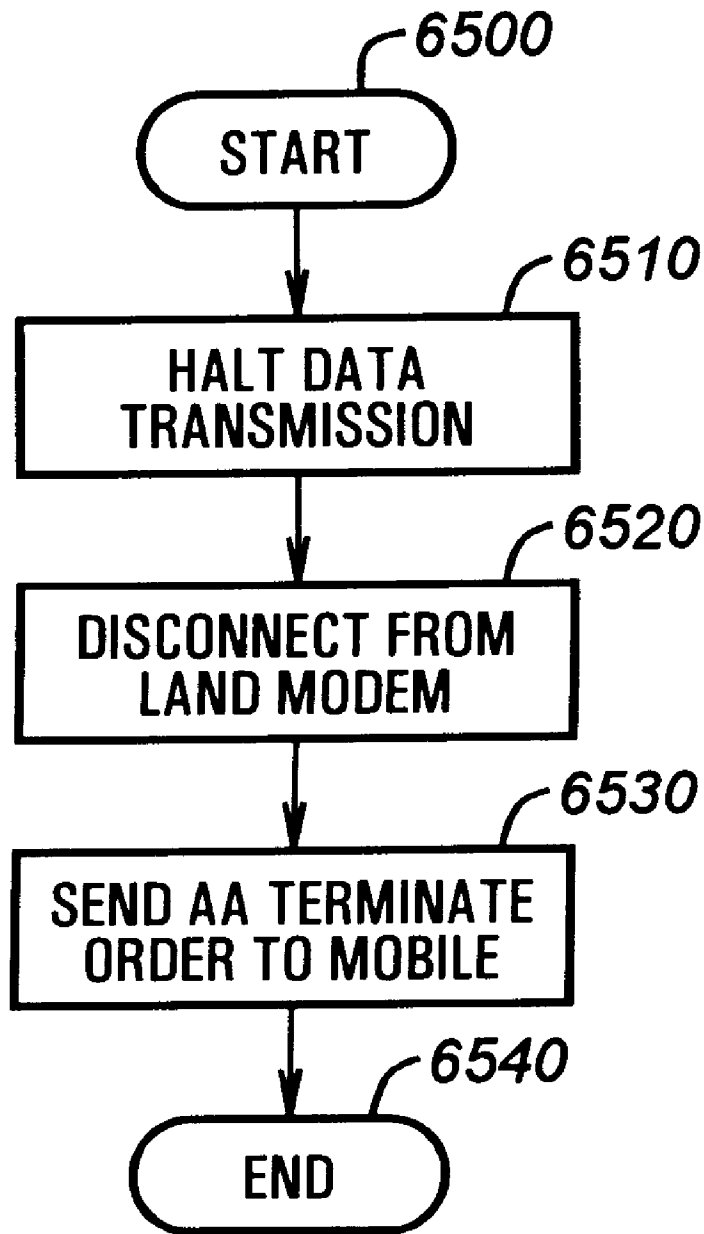 6500
START
6510
HALT DATA
TRANSMISSION
6520
DISCONNECT FROM
LAND MODEM
6530
SEND AA TERMINATE
ORDER TO MOBILE
6540
END